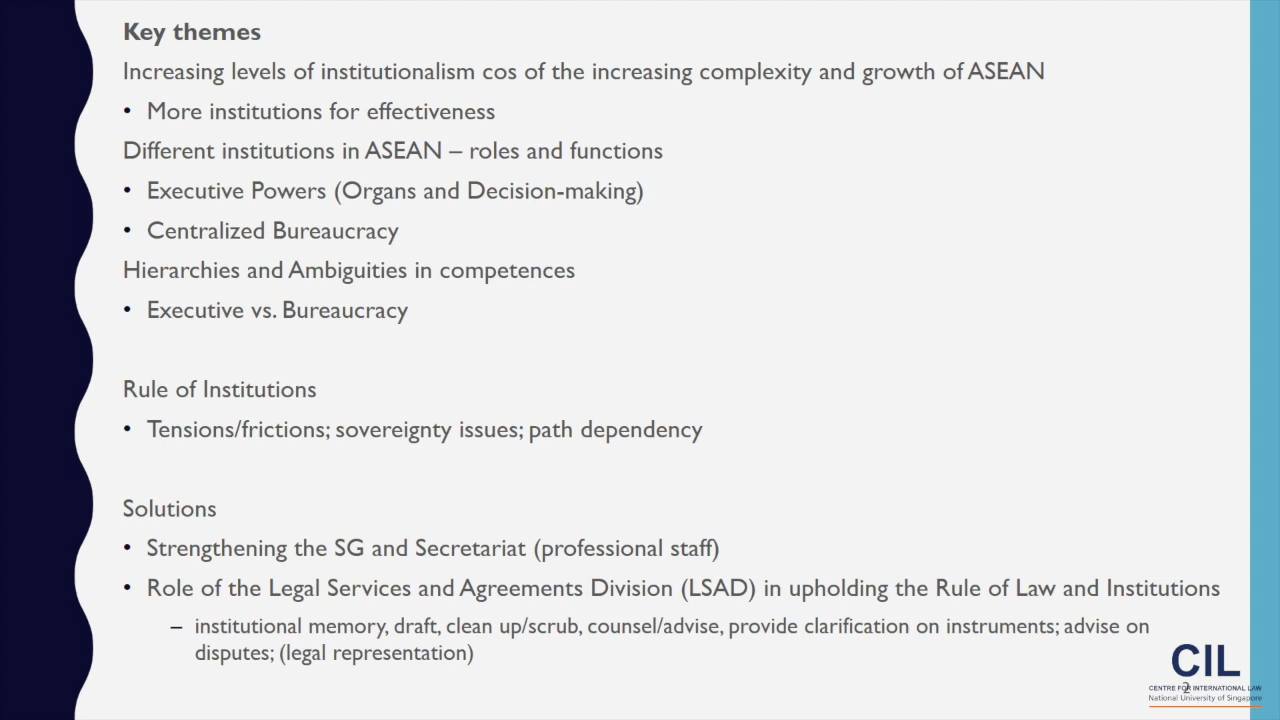 Key themes
Increasing levels of institutionalism cos of the increasing complexity and growth of ASEAN
• More institutions for effectiveness
Different institutions in ASEAN – roles and functions
• Executive Powers (Organs and Decision-making)
• Centralized Bureaucracy
Hierarchies and Ambiguities in competences
• Executive vs. Bureaucracy
Rule of Institutions
• Tensions/frictions; sovereignty issues; path dependency
Solutions
• Strengthening the SG and Secretariat (professional staff)
• Role of the Legal Services and Agreements Division (LSAD) in upholding the Rule of Law and Institutions
– institutional memory, draft, clean up/scrub, counsel/advise, provide clarification on instruments; advise on
disputes; (legal representation)
CIL
CENTRE FOR INTERNATIONAL LAW
National University of Singapore
2